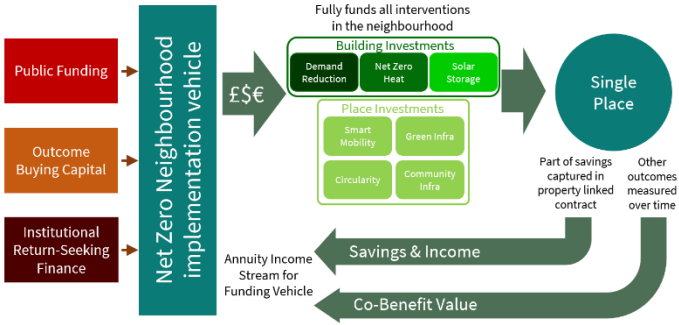 Public Funding
Outcome
Buying Capital
Institutional
Return-Seeking
Finance
Net Zero Neighbourhood
implementation vehicle
£$€
Fully funds all interventions
in the neighbourhood
Building Investments
Demand
Reduction
Net Zero
Heat
Solar
Storage
Place Investments
Smart
Mobility
Green Infra
Circularity
Community
Infra
Single
Place
Part of savings
captured in
property linked
contract
Other
outcomes
measured
over time
Annuity Income
Stream for
Funding Vehicle
Savings & Income
Co-Benefit Value